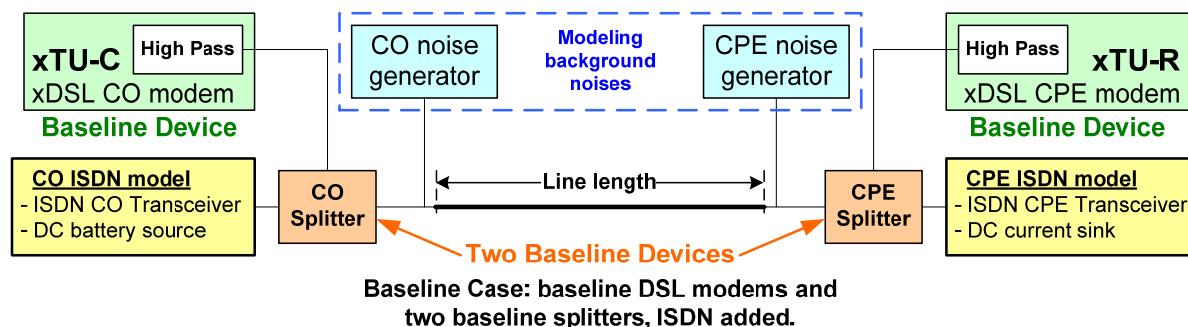 xTU-C
High Pass
xDSL CO modem
Baseline Device
CO noise
generator
Modeling
background
noises
CPE noise
generator
High Pass
xTU-R
xDSL CPE modem
Baseline Device
CO ISDN model
- ISDN CO Transceiver
- DC battery source
CO
Splitter
Line length
CPE
Splitter
CPE ISDN model
- ISDN CPE Transceiver
- DC current sink
Two Baseline Devices
Baseline Case: baseline DSL modems and
two baseline splitters, ISDN added.